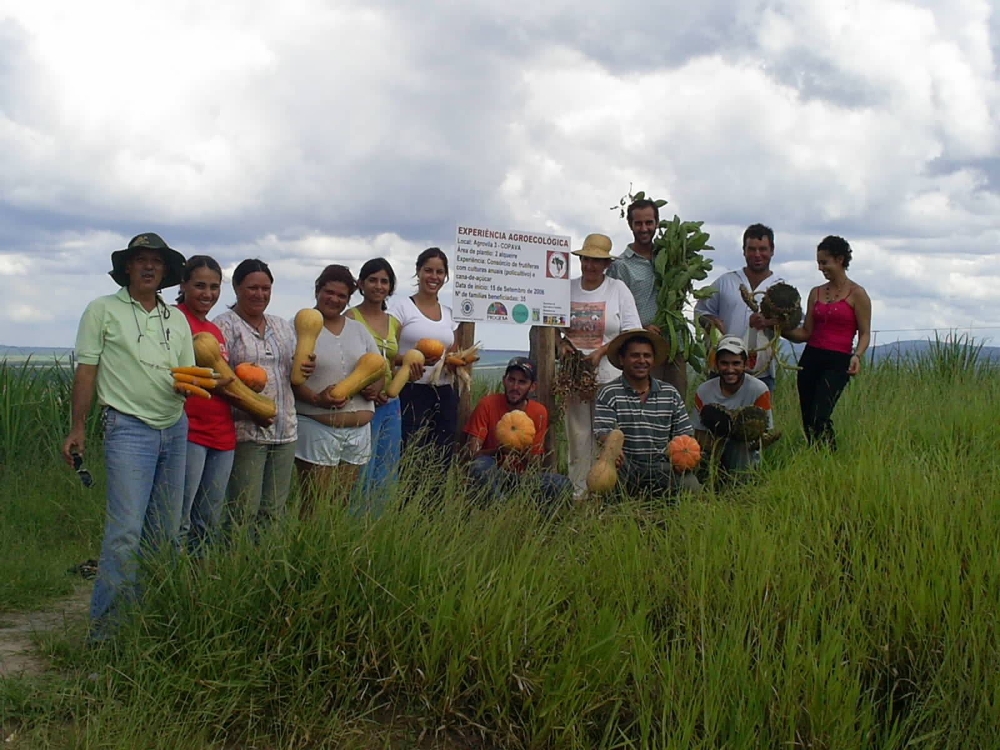 EXPERIÊNCIA AGROECOLÓGICA
Local: Agrovila 3 - COPAVA
Área de plantio: 2 alqueire
Experiência: Consórcio de frutíferas
com culturas anuais (policultivo) e
cana-de-açúcar
Data de início: 15 de Setembro de 2006
Nº de famílias beneficiadas: 35
PROGERA